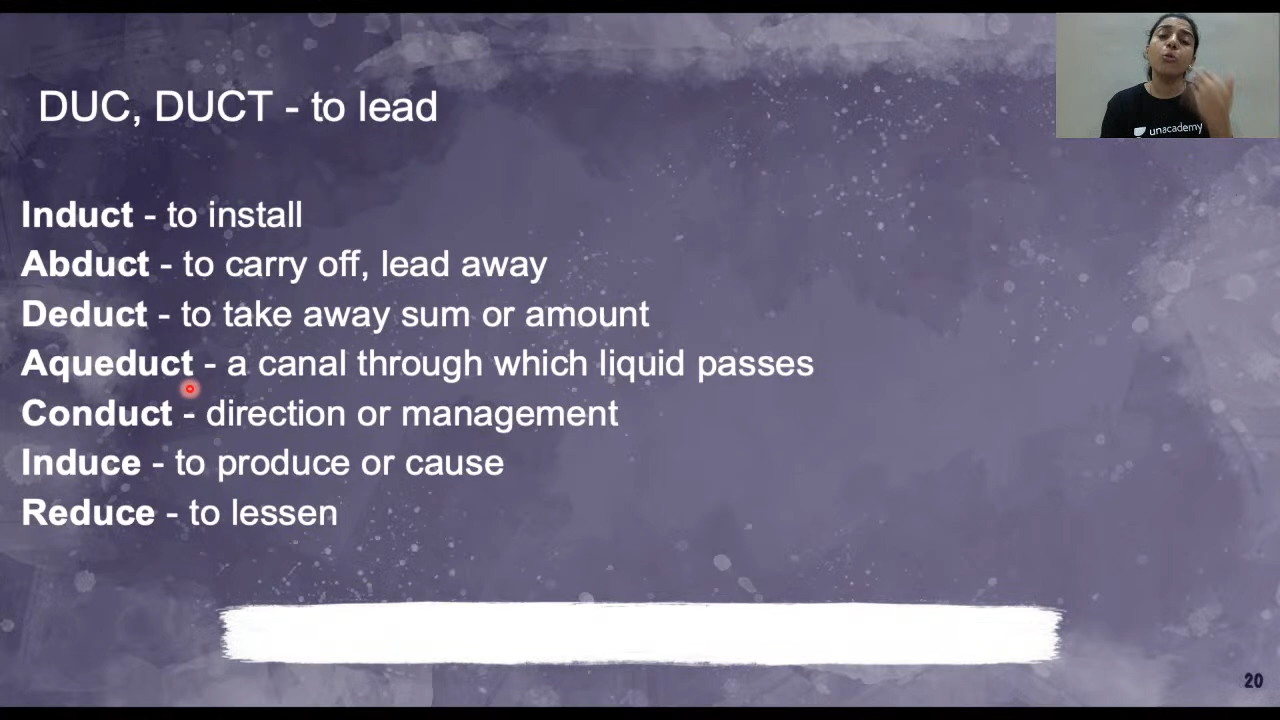 DUC, DUCT - to lead
unacademy
Induct - to install
Abduct - to carry off, lead away
Deduct - to take away sum or amount
Aqueduct - a canal through which liquid passes
Conduct - direction or management
Induce - to produce or cause
Reduce - to lessen
20